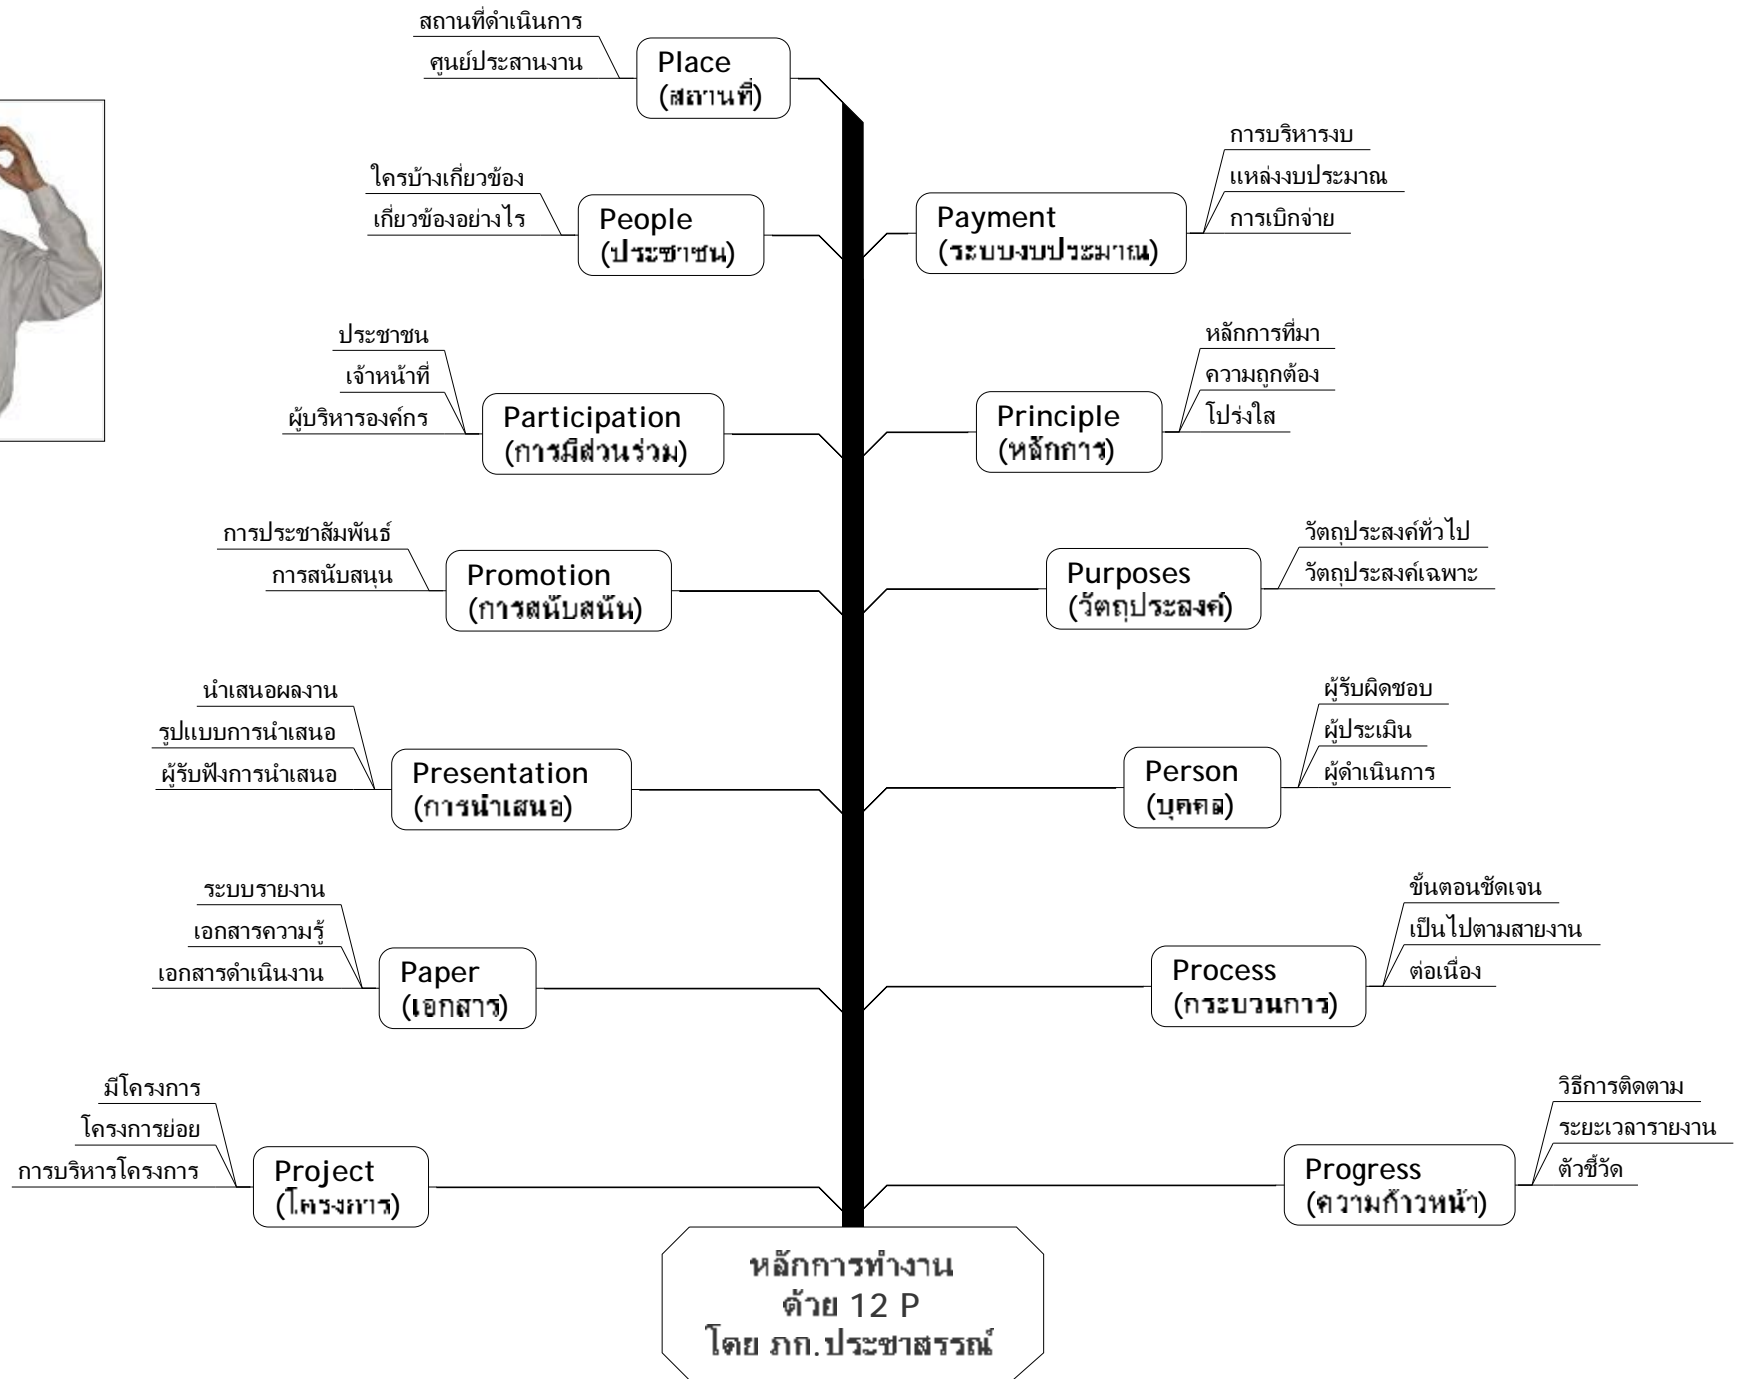 สถานที่ดำเนินการ
ศูนย์ประสานงาน
Place
(สถานที่)
ใครบ้างเกี่ยวข้อง
เกี่ยวข้องอย่างไร
People
(ประชาชน)
ประชาชน
เจ้าหน้าที่
ผู้บริหารองค์กร
Participation
(การมีส่วนร่วม)
การประชาสัมพันธ์
การสนับสนุน
Promotion
(การสนับสนัน)
นำเสนอผลงาน
รูปแบบการนำเสนอ
ผู้รับฟังการนำเสนอ
Presentation
(การนำเสนอ)
ระบบรายงาน
เอกสารความรู้
เอกสารดำเนินงาน
Paper
(เอกสาร)
มีโครงการ
โครงการย่อย
การบริหารโครงการ
Project
(โครงการ)
การบริหารงบ
แหล่งงบประมาณ
การเบิกจ่าย
Payment
(ระบบงบประมาณ)
หลักการที่มา
ความถูกต้อง
โปร่งใส
Principle
(หลักการ)
วัตถุประสงค์ทั่วไป
วัตถุประสงค์เฉพาะ
Purposes
(วัตถุประสงค์)
ผู้รับผิดชอบ
ผู้ประเมิน
ผู้ดำเนินการ
Person
(บุคคล)
ขั้นตอนชัดเจน
เป็นไปตามสายงาน
ต่อเนื่อง
Process
(กระบวนการ)
วิธีการติดตาม
ระยะเวลารายงาน
ตัวชี้วัด
Progress
(ความก้าวหน้า)
หลักการทำงาน
ด้วย 12 P
โดย ภก.ประชาสรรณ์